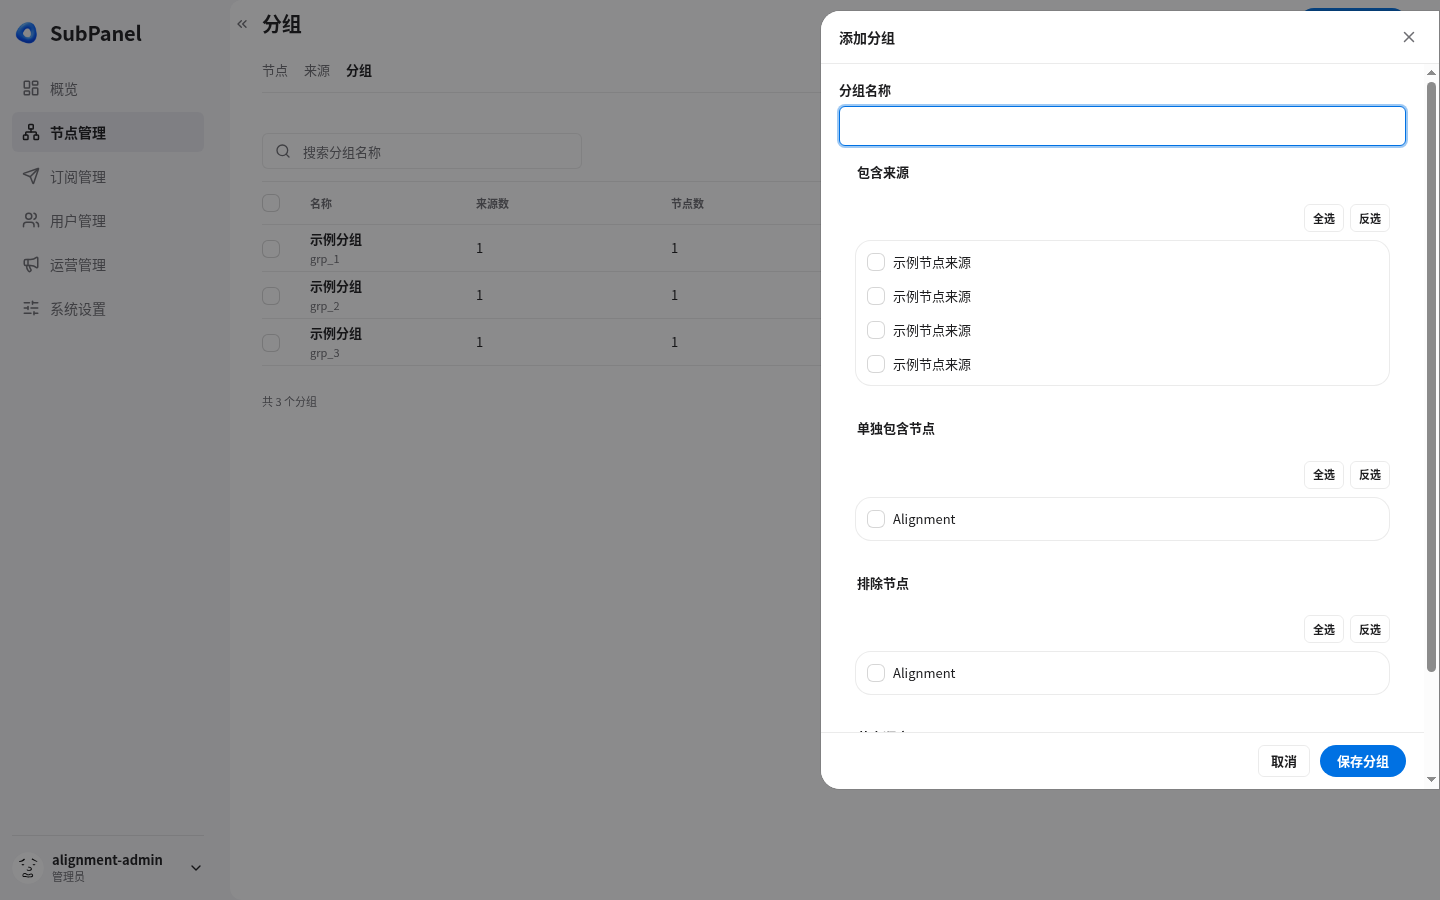 SubPanel
概览
节点管理
订阅管理
用户管理
运营管理
系统设置
alignment-admin
管理员
分组
节点 来源 分组
搜索分组名称
名称 来源数 节点数
示例分组 1 1
grp_1
示例分组 1 1
grp_2
示例分组 1 1
grp_3
共 3 个分组
添加分组
分组名称
包含来源
全选 反选
示例节点来源
示例节点来源
示例节点来源
示例节点来源
单独包含节点
全选 反选
Alignment
排除节点
全选 反选
Alignment
取消 保存分组